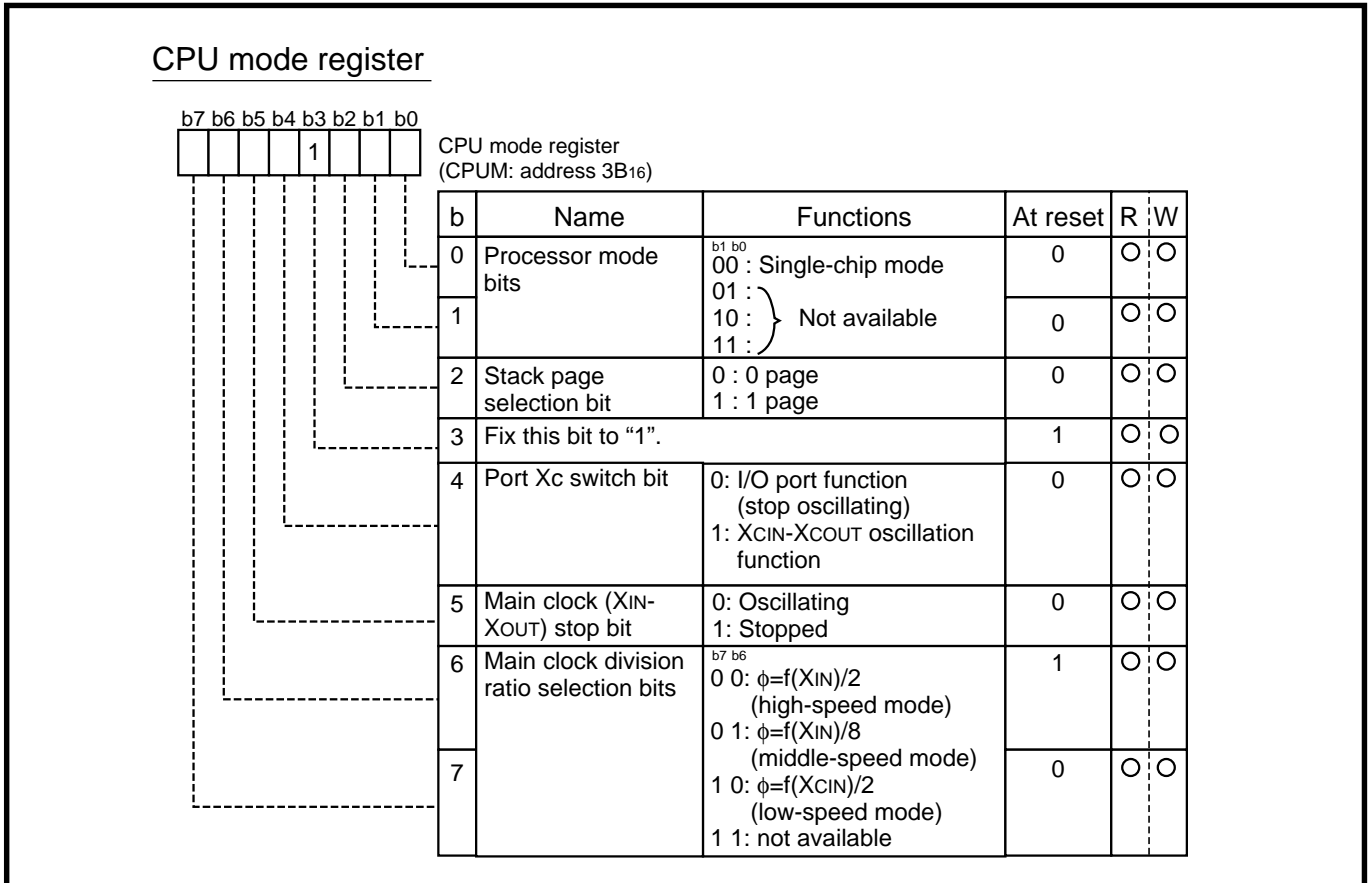 CPU mode register
b7 b6 b5 b4 b3 b2 b1 b0
1
CPU mode register
(CPUM: address 3B16)
b Name Functions At reset R W
0 Processor mode bits
b1 b0
00 : Single-chip mode
01 :
10 : Not available
11 :
0
1 0
2 Stack page selection bit
0 : 0 page
1 : 1 page
0
3 Fix this bit to “1”. 1
4 Port Xc switch bit
0: I/O port function
(stop oscillating)
1: XCIN-XCOUT oscillation
function
0
5 Main clock (XIN-
XOUT) stop bit
0: Oscillating
1: Stopped
0
6 Main clock division
ratio selection bits
b7 b6
0 0: φ=f(XIN)/2
(high-speed mode)
0 1: φ=f(XIN)/8
(middle-speed mode)
1 0: φ=f(XCIN)/2
(low-speed mode)
1 1: not available
1
7 0